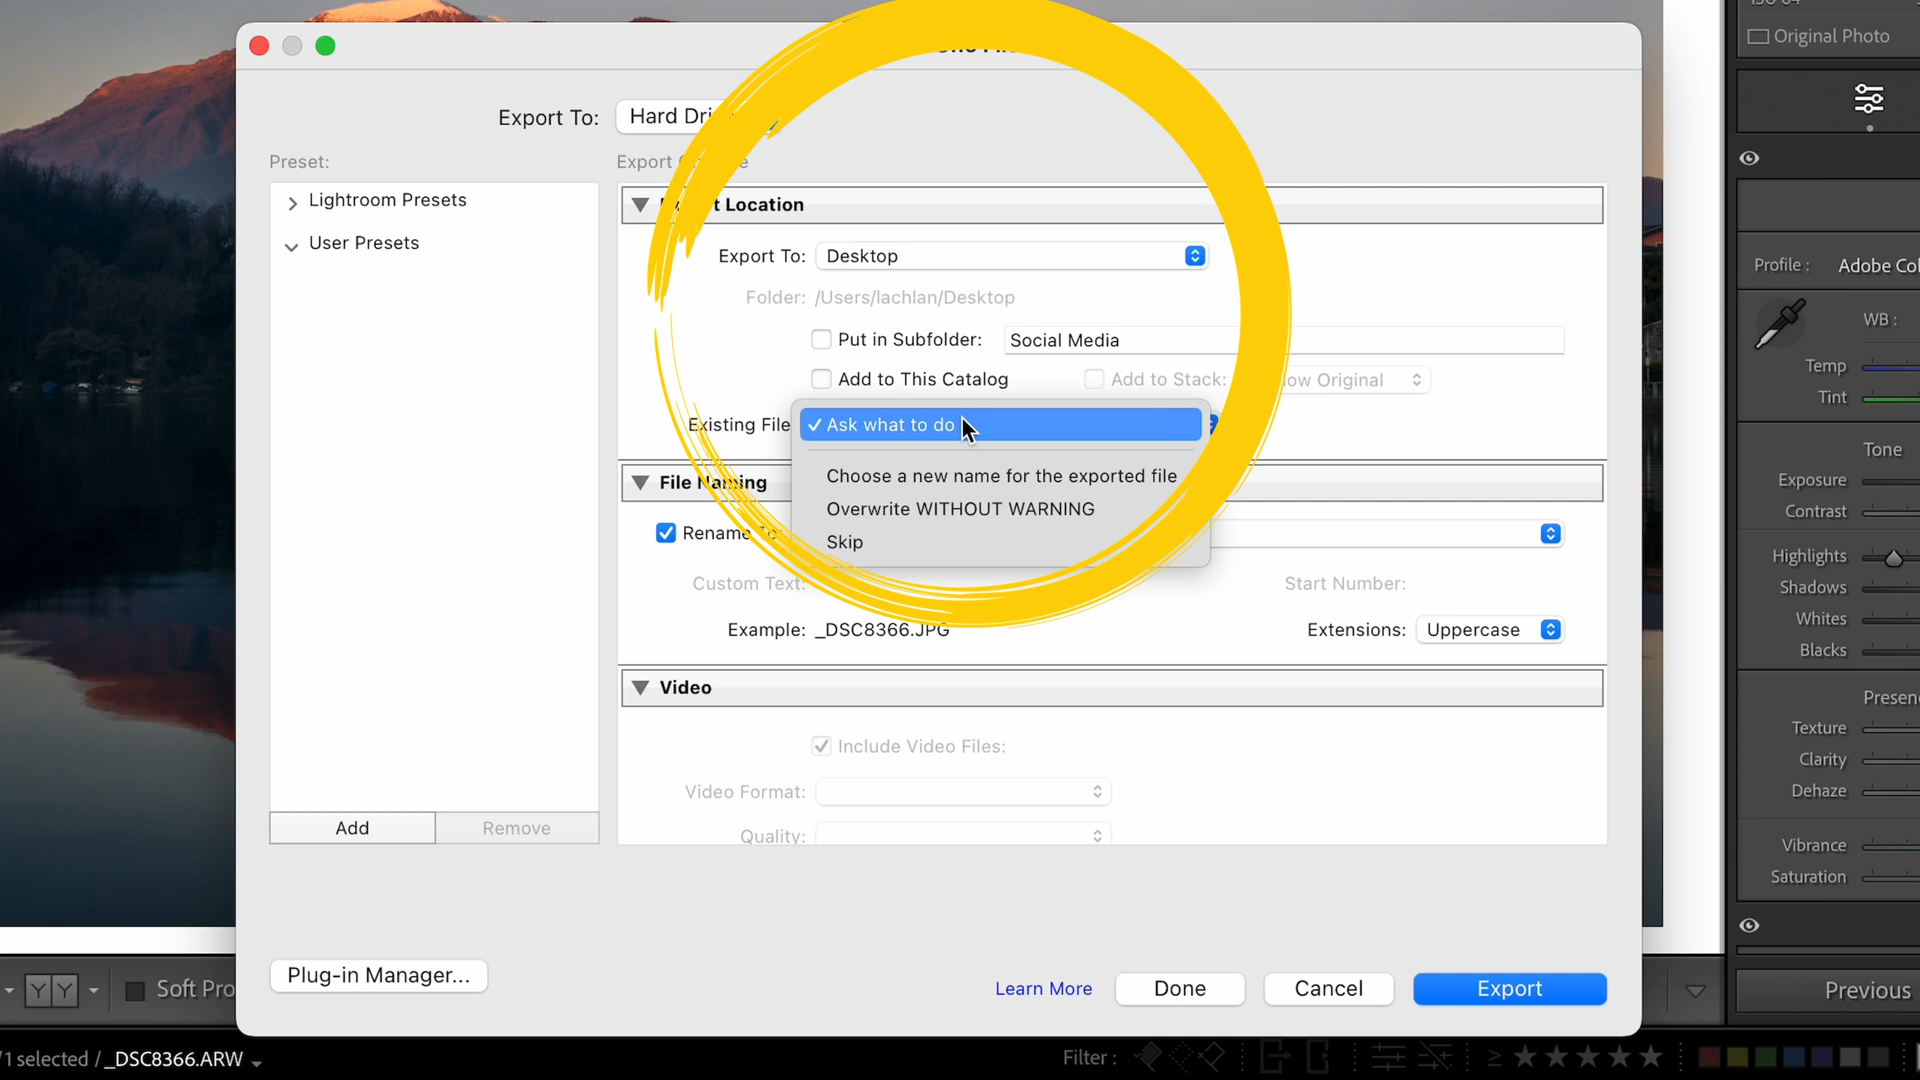 Original Photo
Export To:
Preset:
Lightroom Presets
User Presets
Add
Remove
Export
Location
Export To: Desktop
Folder: /Users/lachlan/Desktop
Put in Subfolder: Social Media
Add to This Catalog
Add to Stack:
Original
Existing File
✓ Ask what to do
Choose a new name for the exported file
Overwrite WITHOUT WARNING
Skip
File Naming
Rename To:
Custom Text:
Start Number:
Example: _DSC8366.JPG
Extensions: Uppercase
Video
Include Video Files:
Video Format:
Quality:
Plug-in Manager...
Learn More
Done
Cancel
Export
Profile :
Adobe Col
WB :
Temp
Tint
Tone
Exposure
Contrast
Highlights
Shadows
Whites
Blacks
Presen
Texture
Clarity
Dehaze
Vibrance
Saturation
Previous
Y Y
Soft Pro
1 selected / _DSC8366.ARW
Filter :
≥ ★★★★★